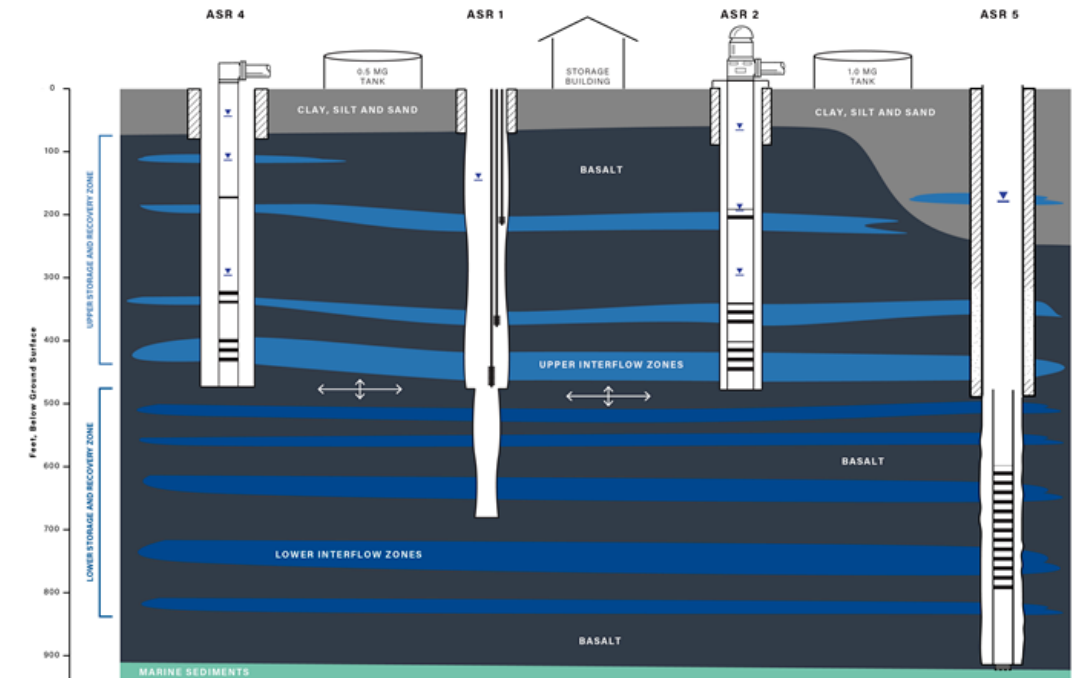 ASR 4
ASR 1
ASR 2
ASR 5
0.5 MG
TANK
STORAGE
BUILDING
1.0 MG
TANK
0
100
200
300
400
500
600
700
800
900
Feet, Below Ground Surface
UPPER STORAGE AND RECOVERY ZONE
LOWER STORAGE AND RECOVERY ZONE
CLAY, SILT AND SAND
CLAY, SILT AND SAND
BASALT
UPPER INTERFLOW ZONES
BASALT
LOWER INTERFLOW ZONES
BASALT
MARINE SEDIMENTS